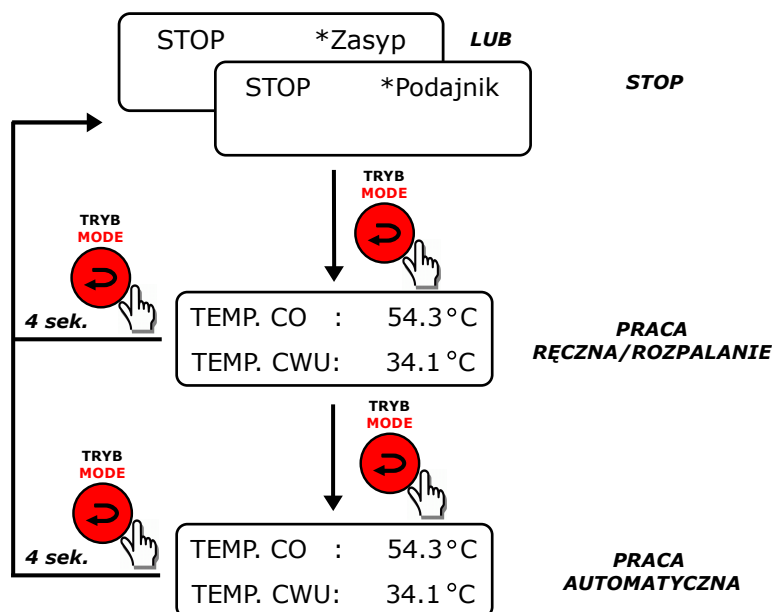 STOP *Zasyp
LUB
STOP *Podajnik
STOP
TRYB
MODE
TRYB
MODE
4 sek.
TEMP. CO : 54.3°C
TEMP. CWU: 34.1°C
PRACA
RĘCZNA/ROZPALANIE
TRYB
MODE
TRYB
MODE
4 sek.
TEMP. CO : 54.3°C
TEMP. CWU: 34.1°C
PRACA
AUTOMATYCZNA